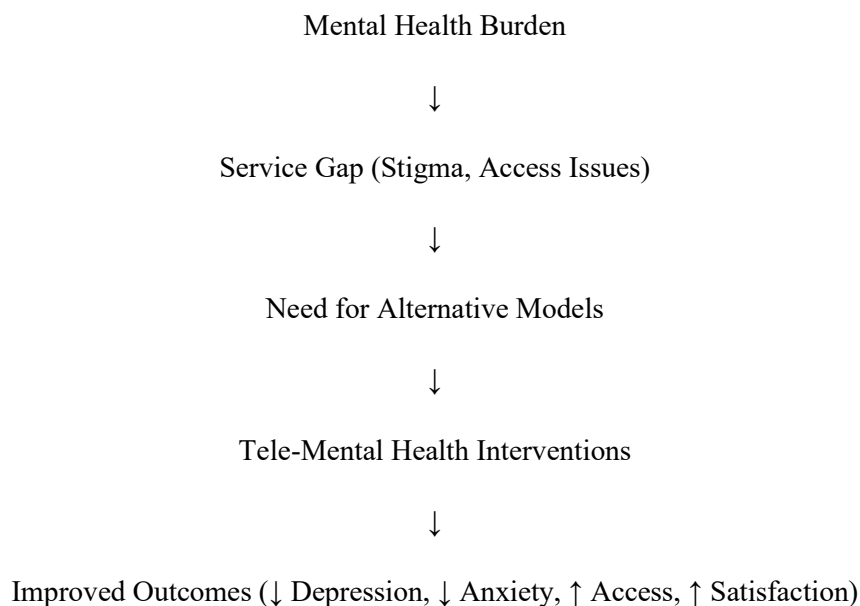 Mental Health Burden
↓
Service Gap (Stigma, Access Issues)
↓
Need for Alternative Models
↓
Tele-Mental Health Interventions
↓
Improved Outcomes (↓ Depression, ↓ Anxiety, ↑ Access, ↑ Satisfaction)